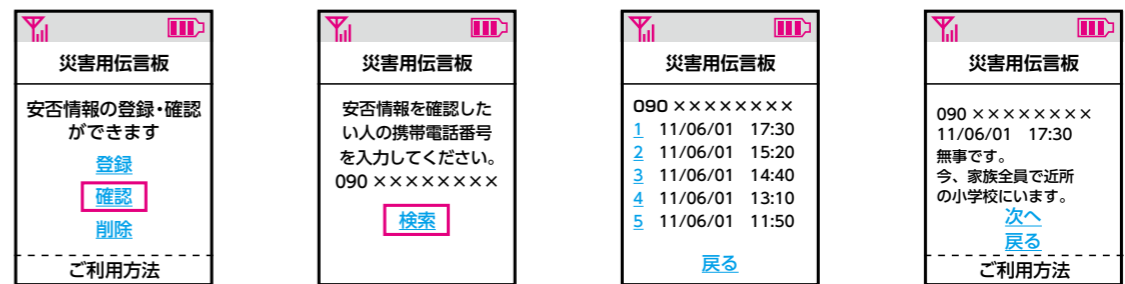 災害用伝言板
安否情報の登録・確認
ができます
登録
確認
削除
ご利用方法
災害用伝言板
安否情報を確認した
い人の携帯電話番号
を入力してください。
090 ××××××××
検索
災害用伝言板
090 ××××××××
1 11/06/01 17:30
2 11/06/01 15:20
3 11/06/01 14:40
4 11/06/01 13:10
5 11/06/01 11:50
戻る
災害用伝言板
090 ××××××××
11/06/01 17:30
無事です。
今、家族全員で近所
の小学校にいます。
次へ
戻る
ご利用方法